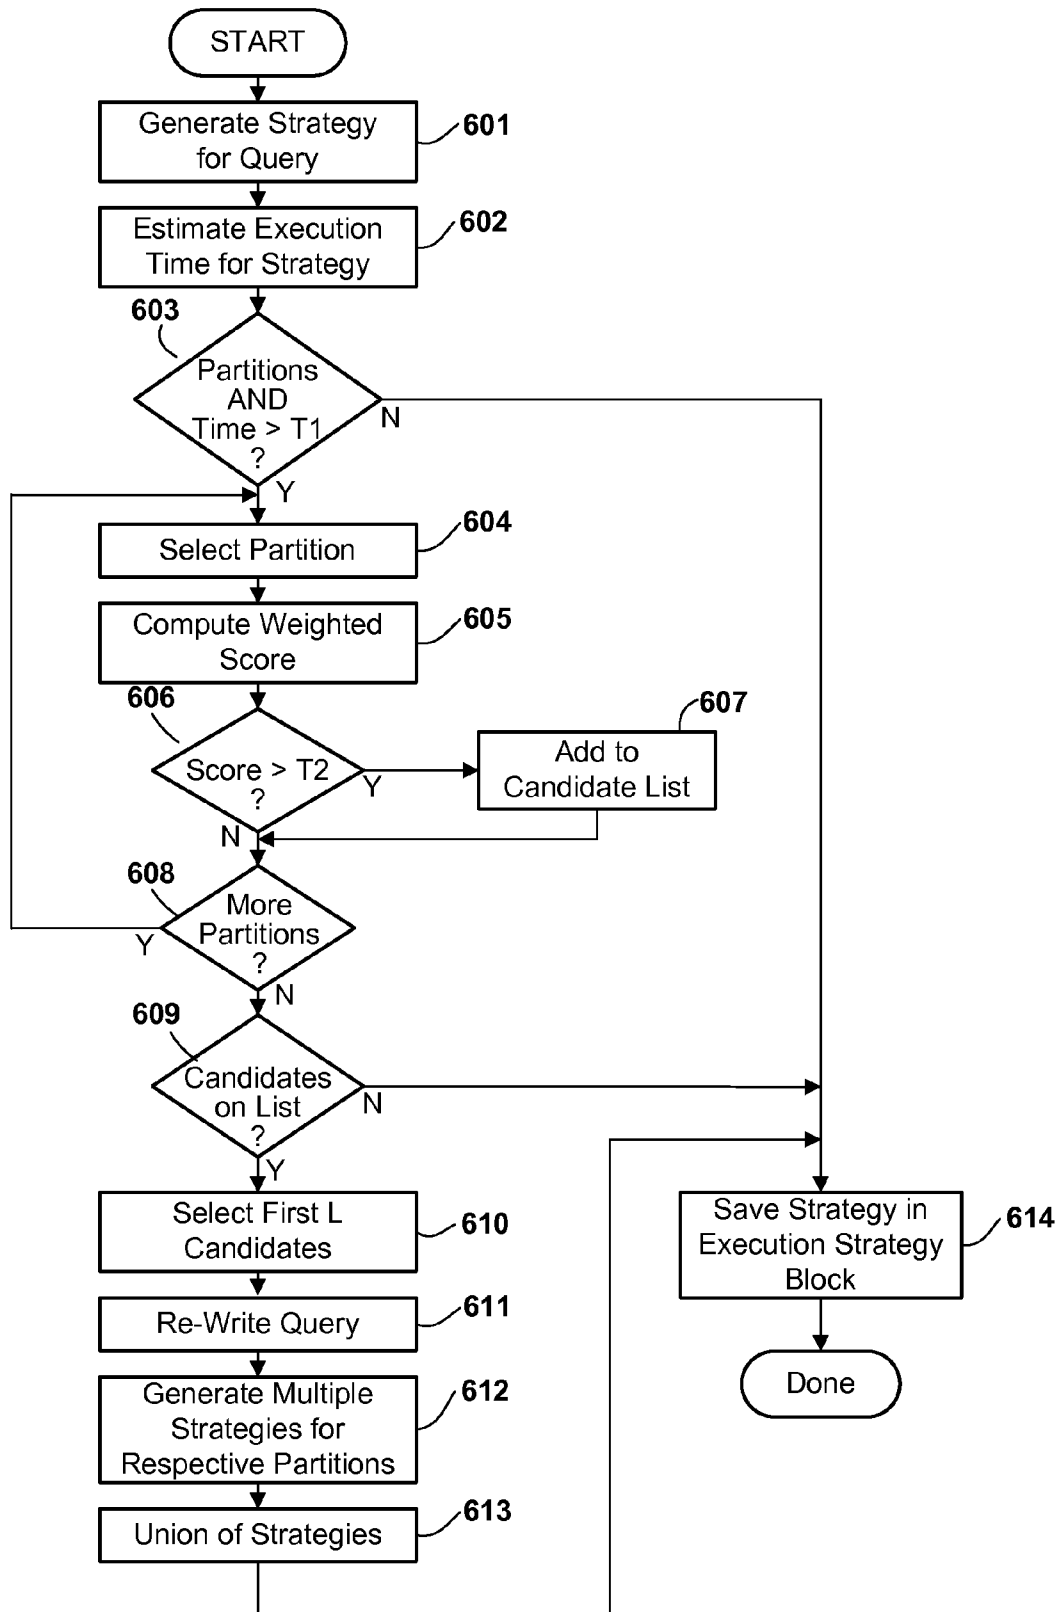 START
Generate Strategy
for Query
601
Estimate Execution
Time for Strategy
602
603
Partitions
AND
Time > T1
?
N
Y
Select Partition
604
Compute Weighted
Score
605
606
Score > T2
?
Y
N
Add to
Candidate List
607
608
More
Partitions
?
Y
N
609
Candidates
on List
?
N
Y
Select First L
Candidates
610
Re-Write Query
611
Generate Multiple
Strategies for
Respective Partitions
612
Union of Strategies
613
Save Strategy in
Execution Strategy
Block
614
Done